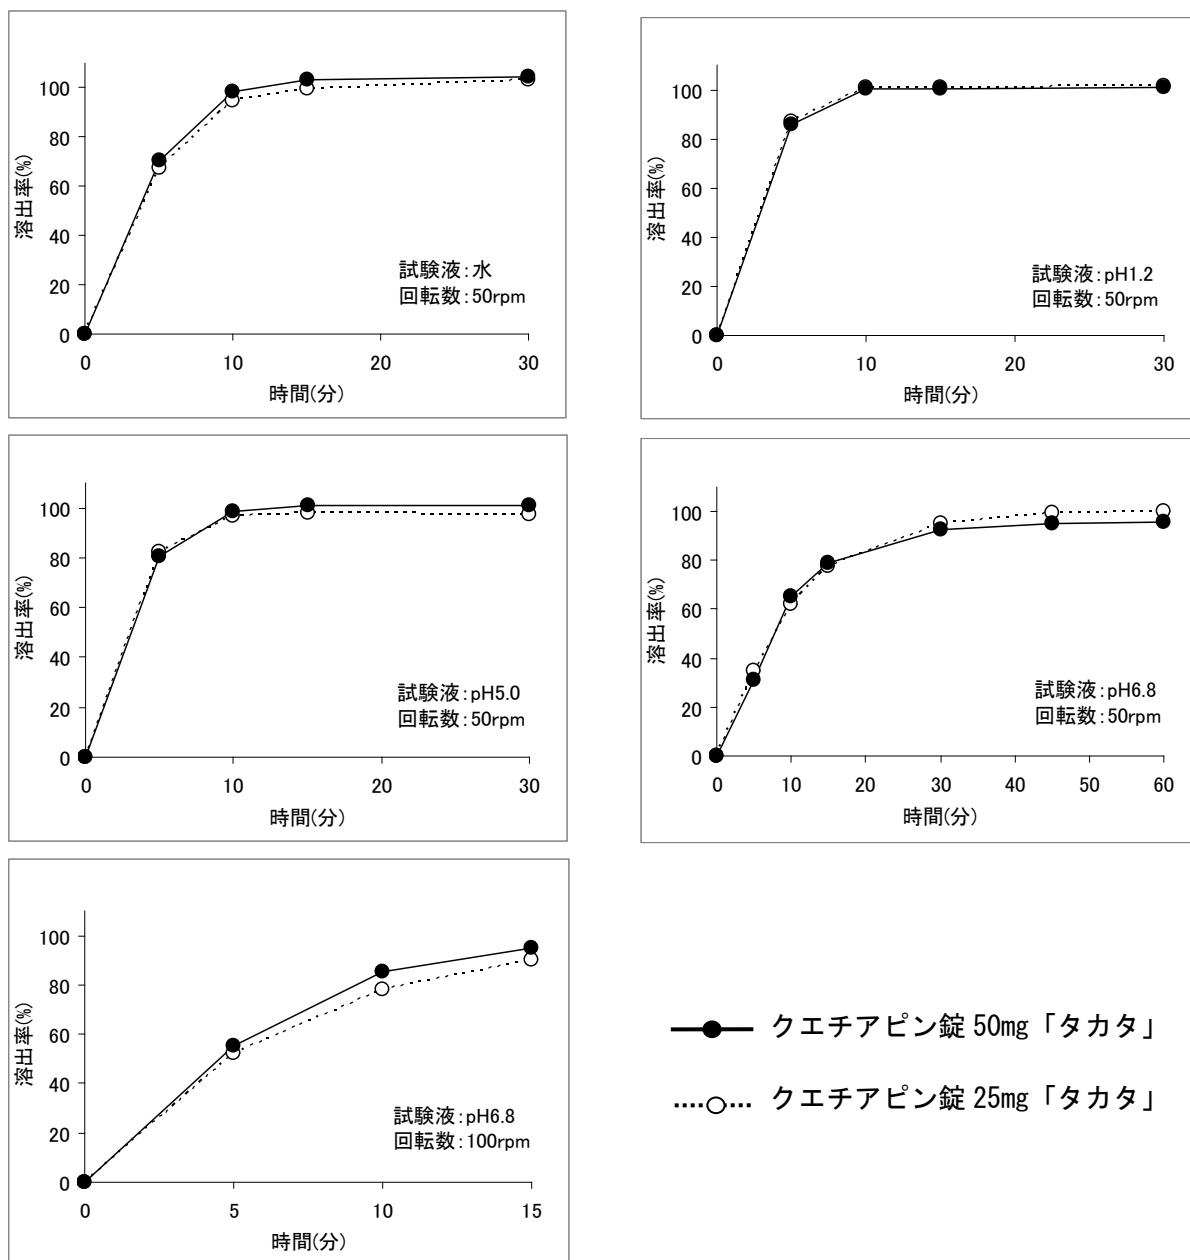 溶出率(%)
100
80
60
40
20
0
試験液:水
回転数:50rpm
0 10 20 30
時間(分)
溶出率(%)
100
80
60
40
20
0
試験液:pH1.2
回転数:50rpm
0 10 20 30
時間(分)
溶出率(%)
100
80
60
40
20
0
試験液:pH5.0
回転数:50rpm
0 10 20 30
時間(分)
溶出率(%)
100
80
60
40
20
0
試験液:pH6.8
回転数:50rpm
0 10 20 30 40 50 60
時間(分)
溶出率(%)
100
80
60
40
20
0
試験液:pH6.8
回転数:100rpm
0 5 10 15
時間(分)
クエチアピン錠 50mg「タカタ」
クエチアピン錠 25mg「タカタ」